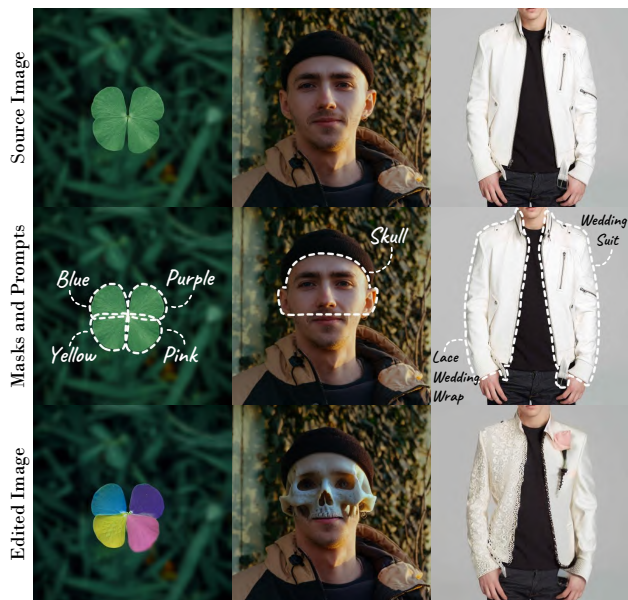 Source Image
Masks and Prompts
Blue
Purple
Yellow
Pink
Skull
Wedding
Suit
Lace
Wedding
Wrap
Edited Image